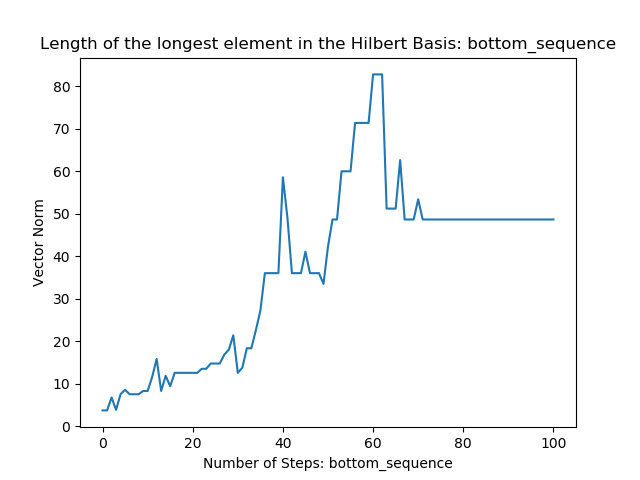 Length of the longest element in the Hilbert Basis: bottom_sequence
80
70
60
50
40
30
20
10
0
Vector Norm
0 20 40 60 80 100
Number of Steps: bottom_sequence